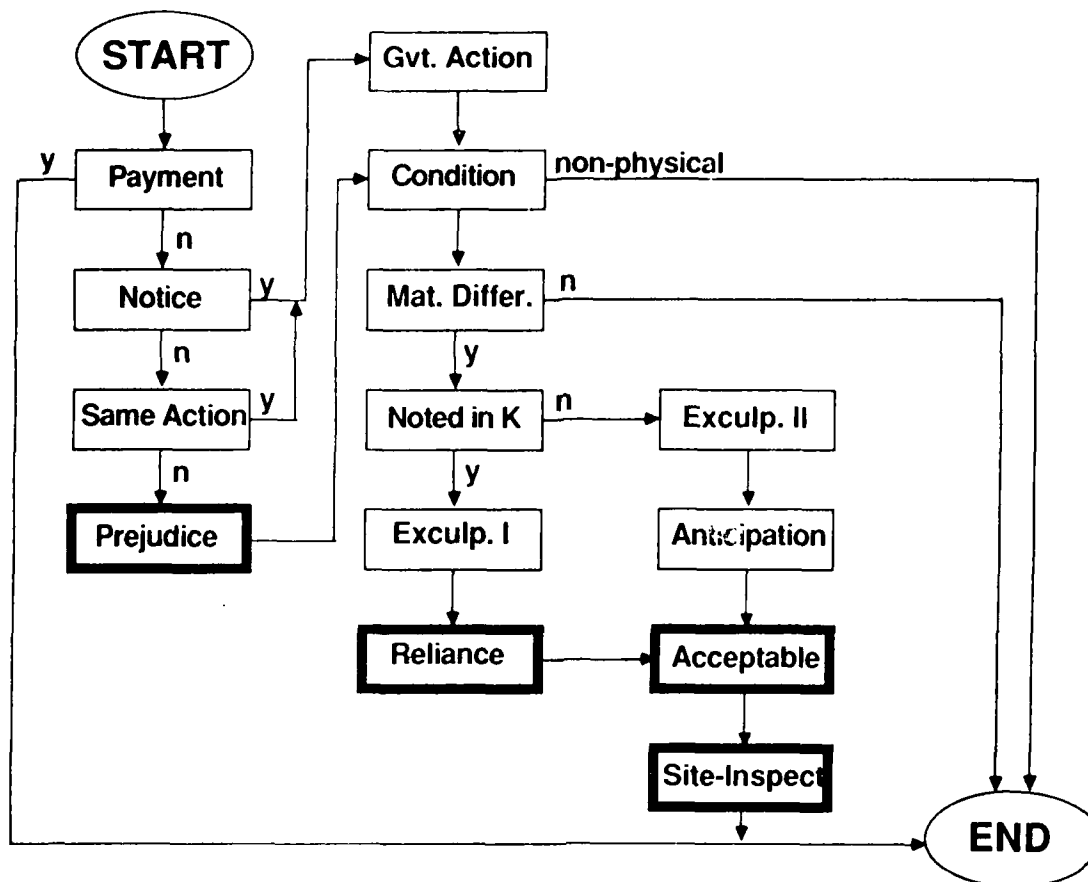 START
Gvt. Action
y
Payment
Condition
non-physical
n
Notice
y
Mat. Differ.
n
n
y
Same Action
y
Noted in K
n
Exculp. II
n
y
Prejudice
Exculp. I
Anticipation
Reliance
Acceptable
Site-Inspect
END